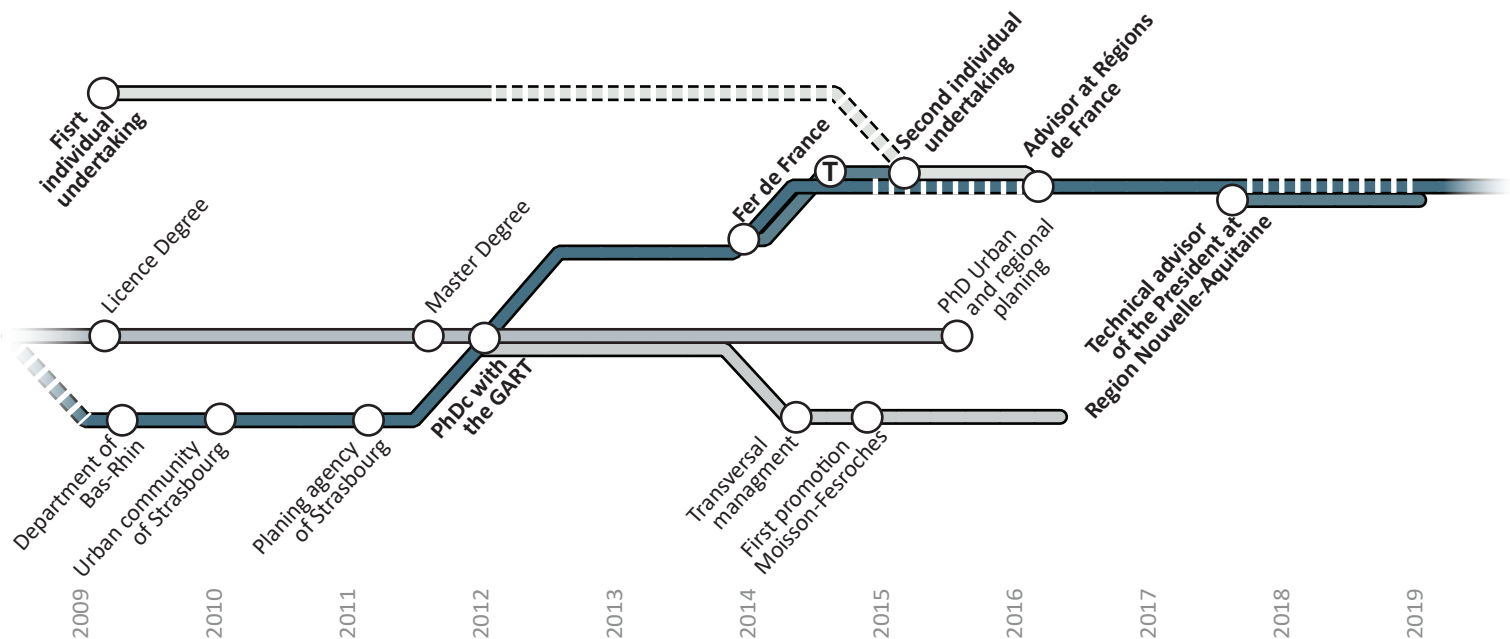 Fisrt
individual
undertaking
Second individual
undertaking
Advisor at Régions
de France
Fer de France
T
Licence Degree
Master Degree
PhD Urban
and regional
planing
Technical advisor
of the President at
Region Nouvelle-Aquitaine
PhDc with
the GART
Department of
Bas-Rhin
Urban community
of Strasbourg
Planing agency
of Strasbourg
Transversal
managment
First promotion
Moisson-Fesroches
2009
2010
2011
2012
2013
2014
2015
2016
2017
2018
2019